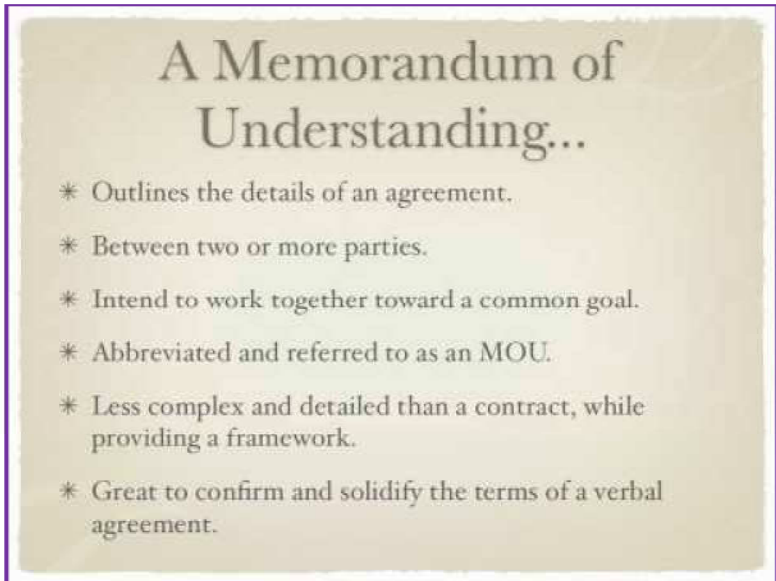 A Memorandum of
Understanding...
* Outlines the details of an agreement.
* Between two or more parties.
* Intend to work together toward a common goal.
* Abbreviated and referred to as an MOU.
* Less complex and detailed than a contract, while
providing a framework.
* Great to confirm and solidify the terms of a verbal
agreement.